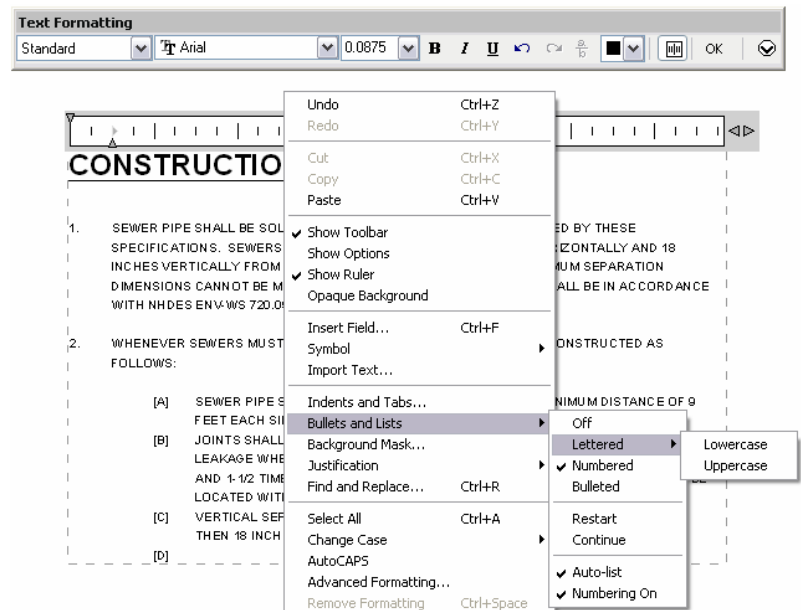 Text Formatting
Standard Arial 0.0875 B I U OK
CONSTRUCTIO
1. SEWER PIPE SHALL BE SOL ED BY THESE
SPECIFICATIONS. SEWERS IZONTALLY AND 18
INCHES VERTICALLY FROM UM SEPARATION
DIMENSIONS CANNOT BE M ALL BE IN ACCORDANCE
WITH NHDES ENV-WS 720.0
2. WHENEVER SEWERS MUST ONSTRUCTED AS
FOLLOWS:
[A] SEWER PIPE S NIMUM DISTANCE OF 9
FEET EACH SI
[B] JOINTS SHALL
LEAKAGE WHE
AND 1-1/2 TIME BE
LOCATED WITH
[C] VERTICAL SEP
THEN 18 INCH
[D]
Undo Ctrl+Z
Redo Ctrl+Y
Cut Ctrl+X
Copy Ctrl+C
Paste Ctrl+V
Show Toolbar
Show Options
Show Ruler
Opaque Background
Insert Field... Ctrl+F
Symbol
Import Text...
Indents and Tabs...
Bullets and Lists
Background Mask...
Justification
Find and Replace... Ctrl+R
Select All Ctrl+A
Change Case
AutoCAPS
Advanced Formatting...
Remove Formatting Ctrl+Space
Off
Lettered
Numbered
Bulleted
Restart
Continue
Auto-list
Numbering On
Lowercase
Uppercase